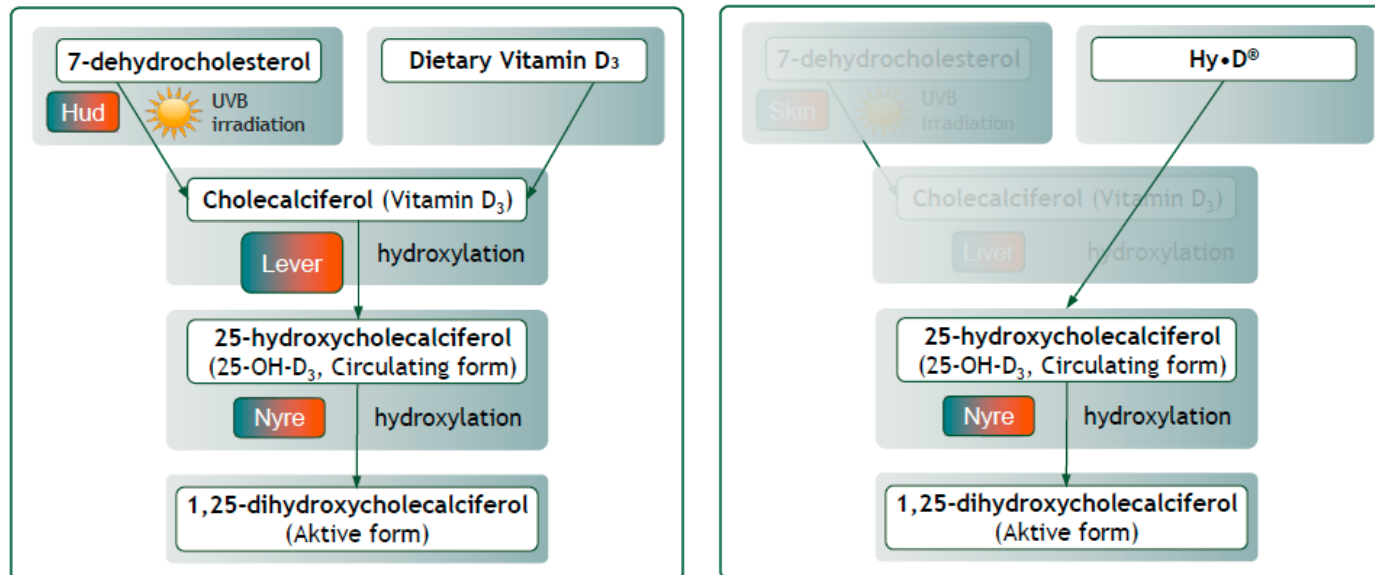 7-dehydrocholesterol
Dietary Vitamin D₃
Hud
UVB
irradiation
Cholecalciferol (Vitamin D₃)
Lever
hydroxylation
25-hydroxycholecalciferol
(25-OH-D₃, Circulating form)
Nyre
hydroxylation
1,25-dihydroxycholecalciferol
(Aktive form)
7-dehydrocholesterol
Hy•D®
Skin
UVB
irradiation
Cholecalciferol (Vitamin D₃)
Liver
hydroxylation
25-hydroxycholecalciferol
(25-OH-D₃, Circulating form)
Nyre
hydroxylation
1,25-dihydroxycholecalciferol
(Aktive form)